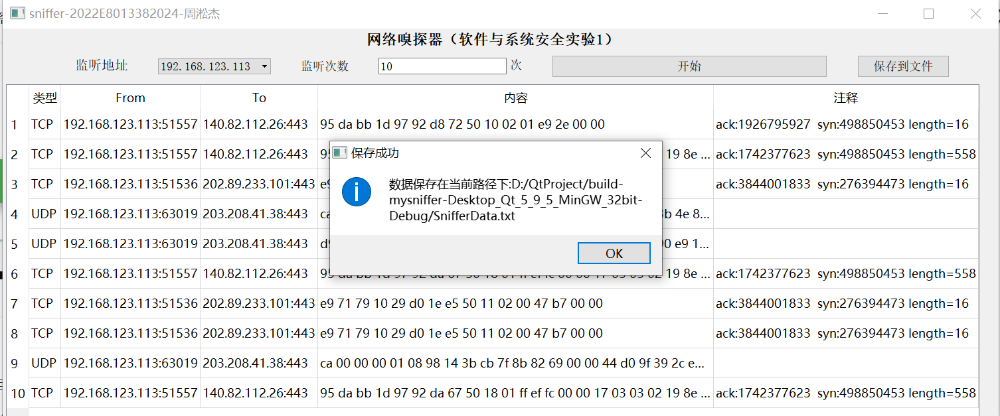 sniffer-2022E8013382024-周淞杰
网络嗅探器（软件与系统安全实验1）
监听地址 192.168.123.113 监听次数 10 次 开始 保存到文件
类型 From To 内容 注释
1 TCP 192.168.123.113:51557 140.82.112.26:443 95 da bb 1d 97 92 d8 72 50 10 02 01 e9 2e 00 00 ack:1926795927 syn:498850453 length=16
2 TCP 192.168.123.113:51557 140.82.112.26:443 19 8e ... ack:1742377623 syn:498850453 length=558
3 TCP 192.168.123.113:51536 202.89.233.101:443 ack:3844001833 syn:276394473 length=16
4 UDP 192.168.123.113:63019 203.208.41.38:443 4e 8...
5 UDP 192.168.123.113:63019 203.208.41.38:443 e9 1...
6 TCP 192.168.123.113:51557 140.82.112.26:443 95 da bb 1d 97 92 da 67 50 18 01 ff ef fc 00 00 17 03 03 02 19 8e ... ack:1742377623 syn:498850453 length=558
7 TCP 192.168.123.113:51536 202.89.233.101:443 e9 71 79 10 29 d0 1e e5 50 11 02 00 47 b7 00 00 ack:3844001833 syn:276394473 length=16
8 TCP 192.168.123.113:51536 202.89.233.101:443 e9 71 79 10 29 d0 1e e5 50 11 02 00 47 b7 00 00 ack:3844001833 syn:276394473 length=16
9 UDP 192.168.123.113:63019 203.208.41.38:443 ca 00 00 00 01 08 98 14 3b cb 7f 8b 82 69 00 00 44 d0 9f 39 2c e...
10 TCP 192.168.123.113:51557 140.82.112.26:443 95 da bb 1d 97 92 da 67 50 18 01 ff ef fc 00 00 17 03 03 02 19 8e ... ack:1742377623 syn:498850453 length=558
保存成功
数据保存在当前路径下:D:/QtProject/build-
mysniffer-Desktop_Qt_5_9_5_MinGW_32bit-
Debug/SnifferData.txt
OK